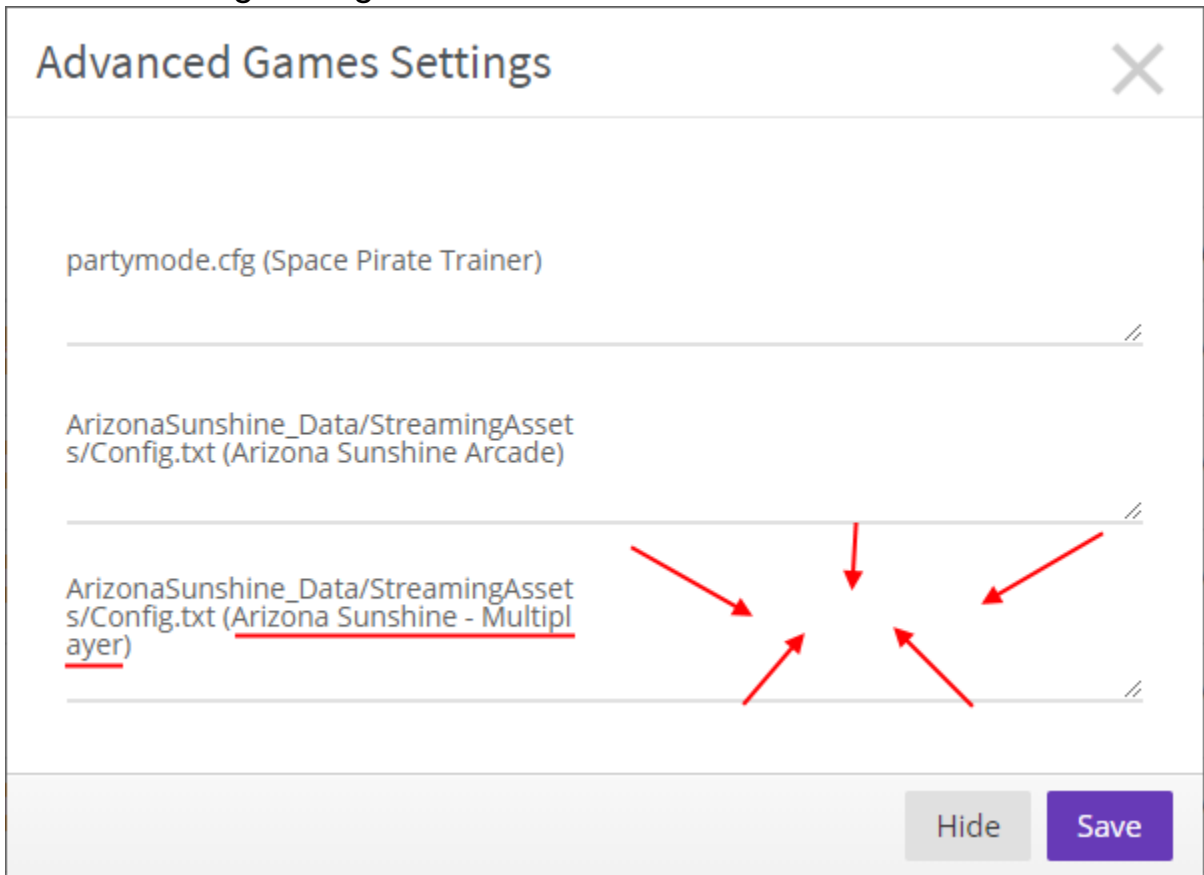 Advanced Games Settings
partymode.cfg (Space Pirate Trainer)
ArizonaSunshine_Data/StreamingAsset
s/Config.txt (Arizona Sunshine Arcade)
ArizonaSunshine_Data/StreamingAsset
s/Config.txt (Arizona Sunshine - Multipl
ayer)
Hide Save